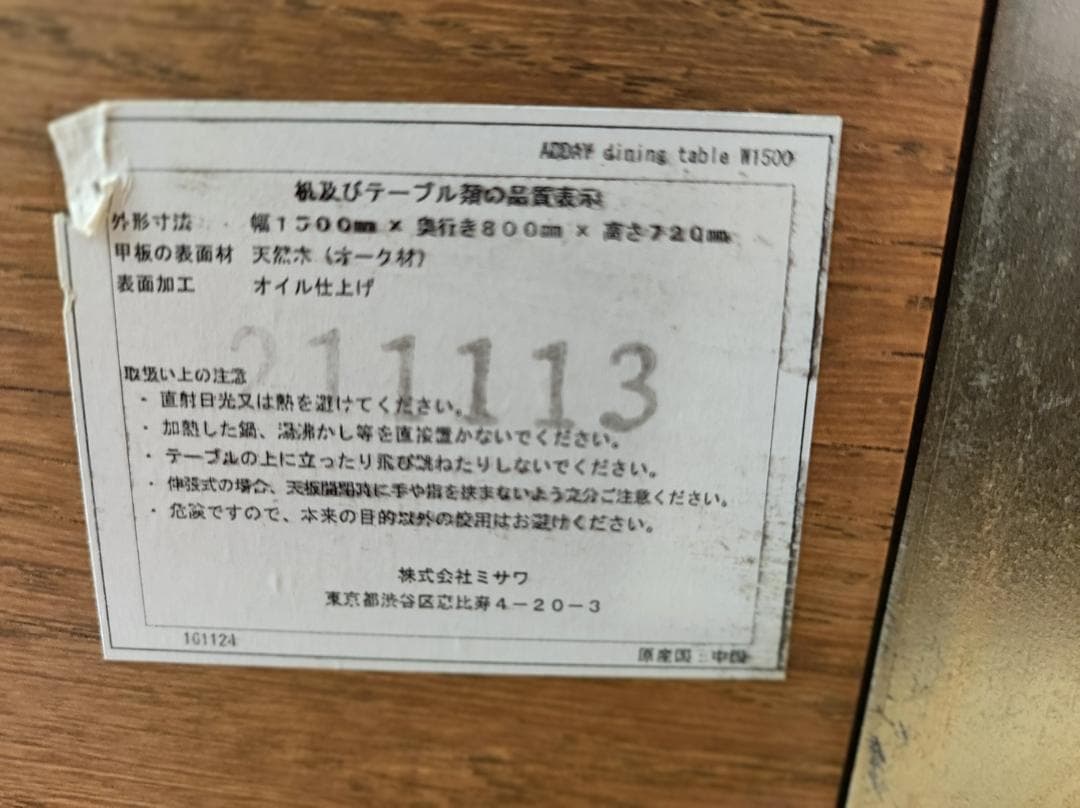 ADDAY dining table W1500
机及びテーブル類の品質表示
外形寸法 幅1500mm × 奥行き800mm × 高さ720mm
甲板の表面材 天然木(オーク材)
表面加工 オイル仕上げ
211113
取扱い上の注意
・直射日光又は熱を避けてください。
・加熱した鍋、湯沸かし等を直接置かないでください。
・テーブルの上に立ったり飛び跳ねたりしないでください。
・伸張式の場合、天板開閉時に手や指を挟まないよう充分ご注意ください。
・危険ですので、本来の目的以外の使用はお避けください。
株式会社ミサワ
東京都渋谷区恵比寿4-20-3
161124
原産国:中国